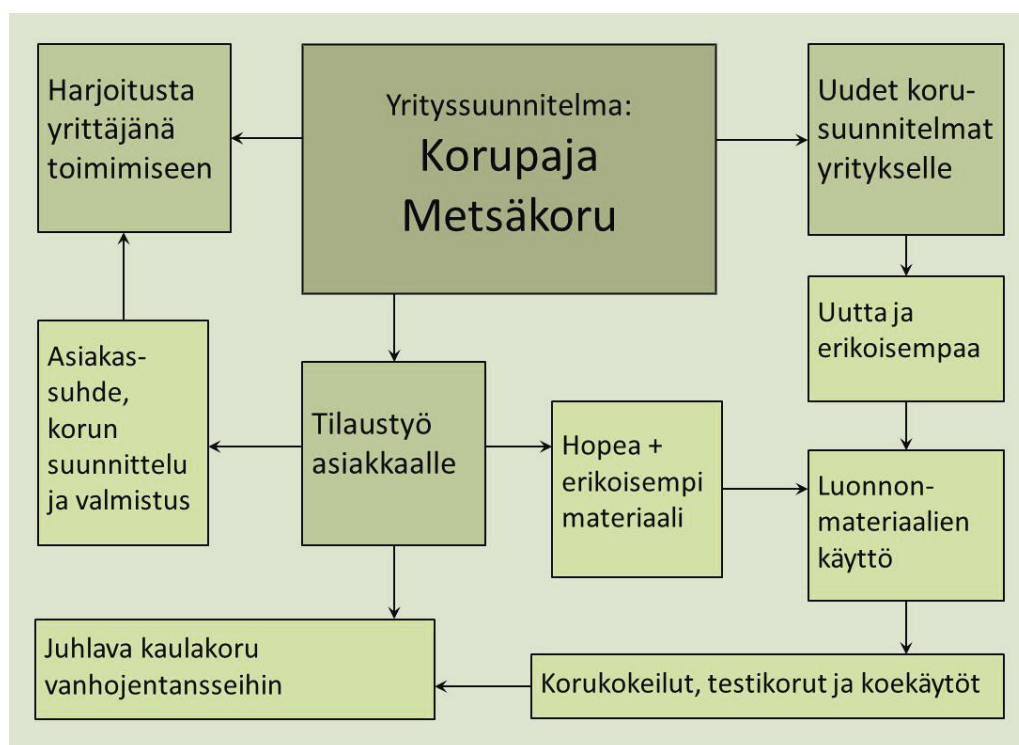 Harjoitusta
yrittäjänä
toimimiseen
Yrityssuunnitelma:
Korupaja
Metsäkoru
Uudet koru-
suunnitelmat
yritykselle
Uutta ja
erikoisempaa
Asiakas-
suhde,
korun
suunnittelu
ja valmistus
Tilaustyö
asiakkaalle
Hopea +
erikoisempi
materiaali
Luonnon-
materiaalien
käyttö
Juhlava kaulakoru
vanhojentansseihin
Korukokeilut, testikorut ja koekäytöt